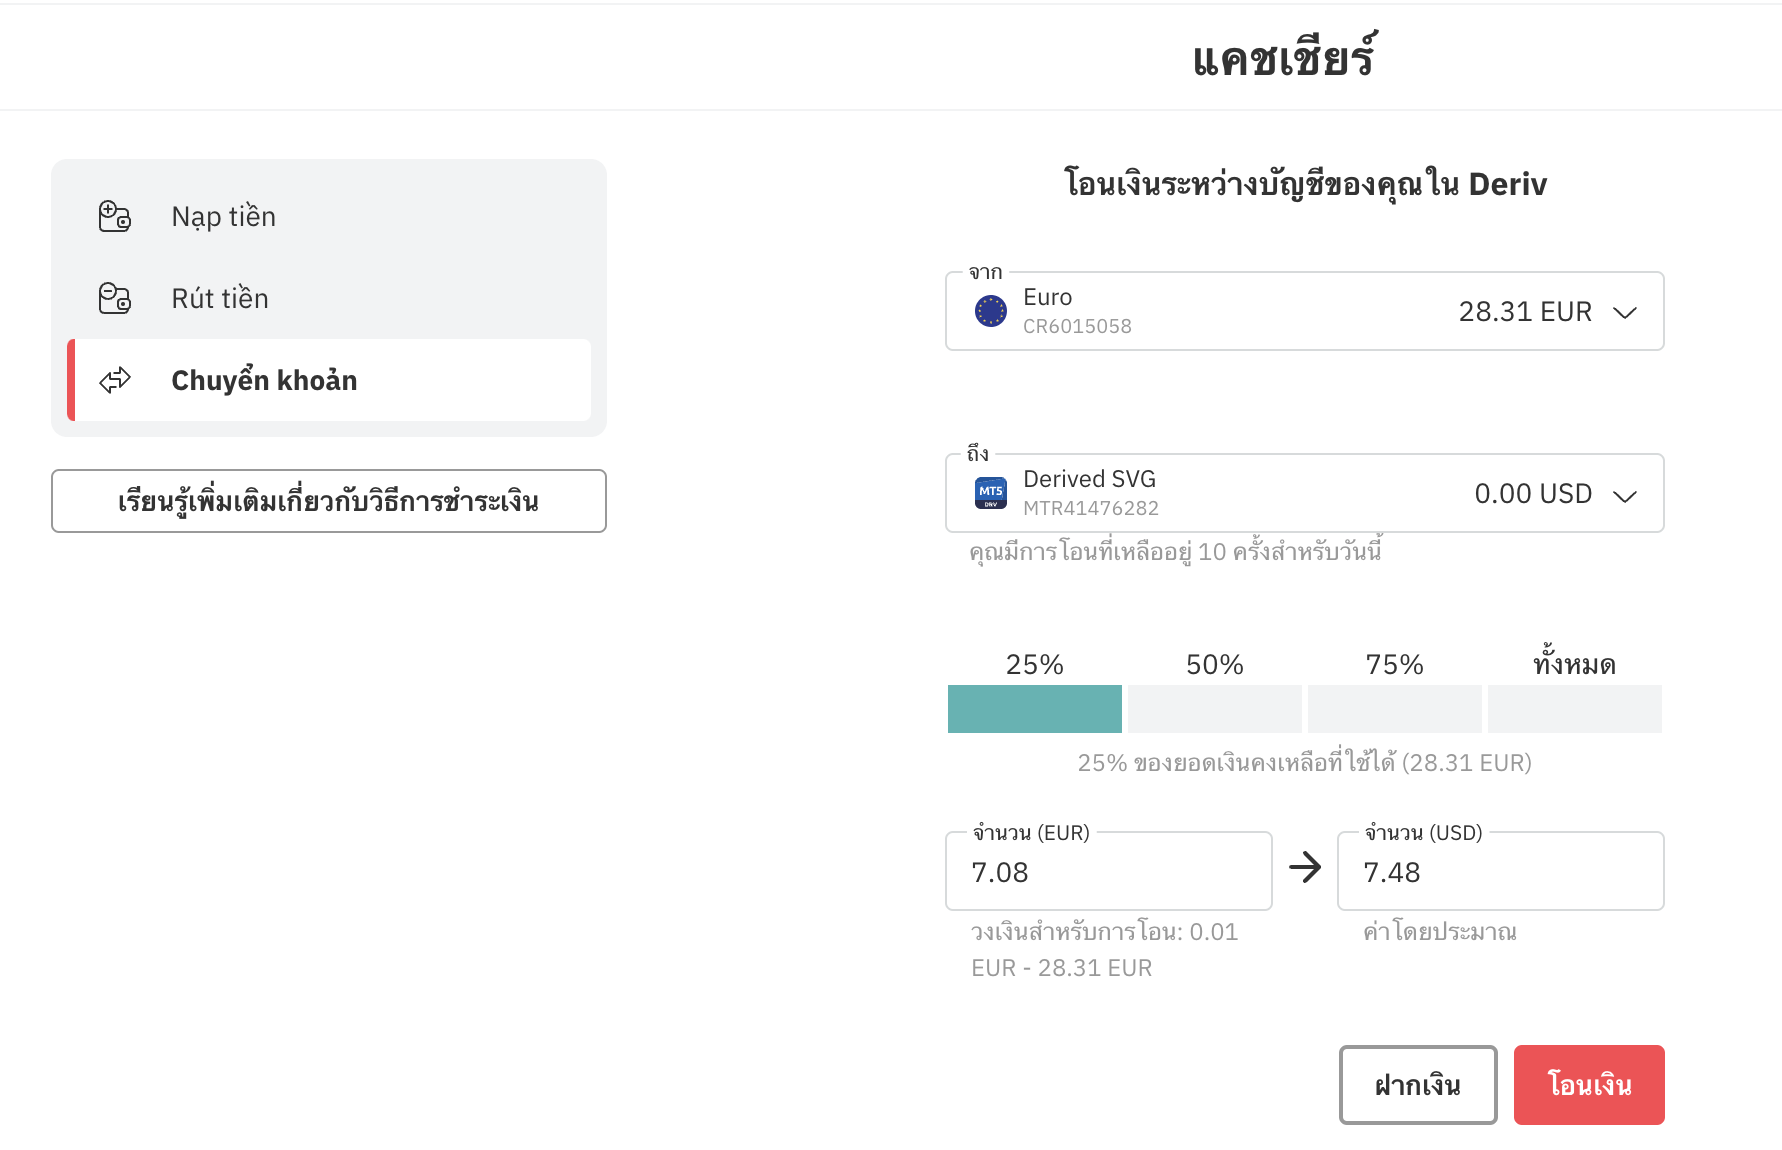 แคชเชียร์
Nạp tiền
Rút tiền
Chuyển khoản
เรียนรู้เพิ่มเติมเกี่ยวกับวิธีการชำระเงิน
โอนเงินระหว่างบัญชีของคุณใน Deriv
จาก
Euro
CR6015058
28.31 EUR
ถึง
MT5
DRV
Derived SVG
MTR41476282
0.00 USD
คุณมีการโอนที่เหลืออยู่ 10 ครั้งสำหรับวันนี้
25% 50% 75% ทั้งหมด
25% ของยอดเงินคงเหลือที่ใช้ได้ (28.31 EUR)
จำนวน (EUR)
7.08
วงเงินสำหรับการโอน: 0.01
EUR - 28.31 EUR
จำนวน (USD)
7.48
ค่าโดยประมาณ
ฝากเงิน
โอนเงิน